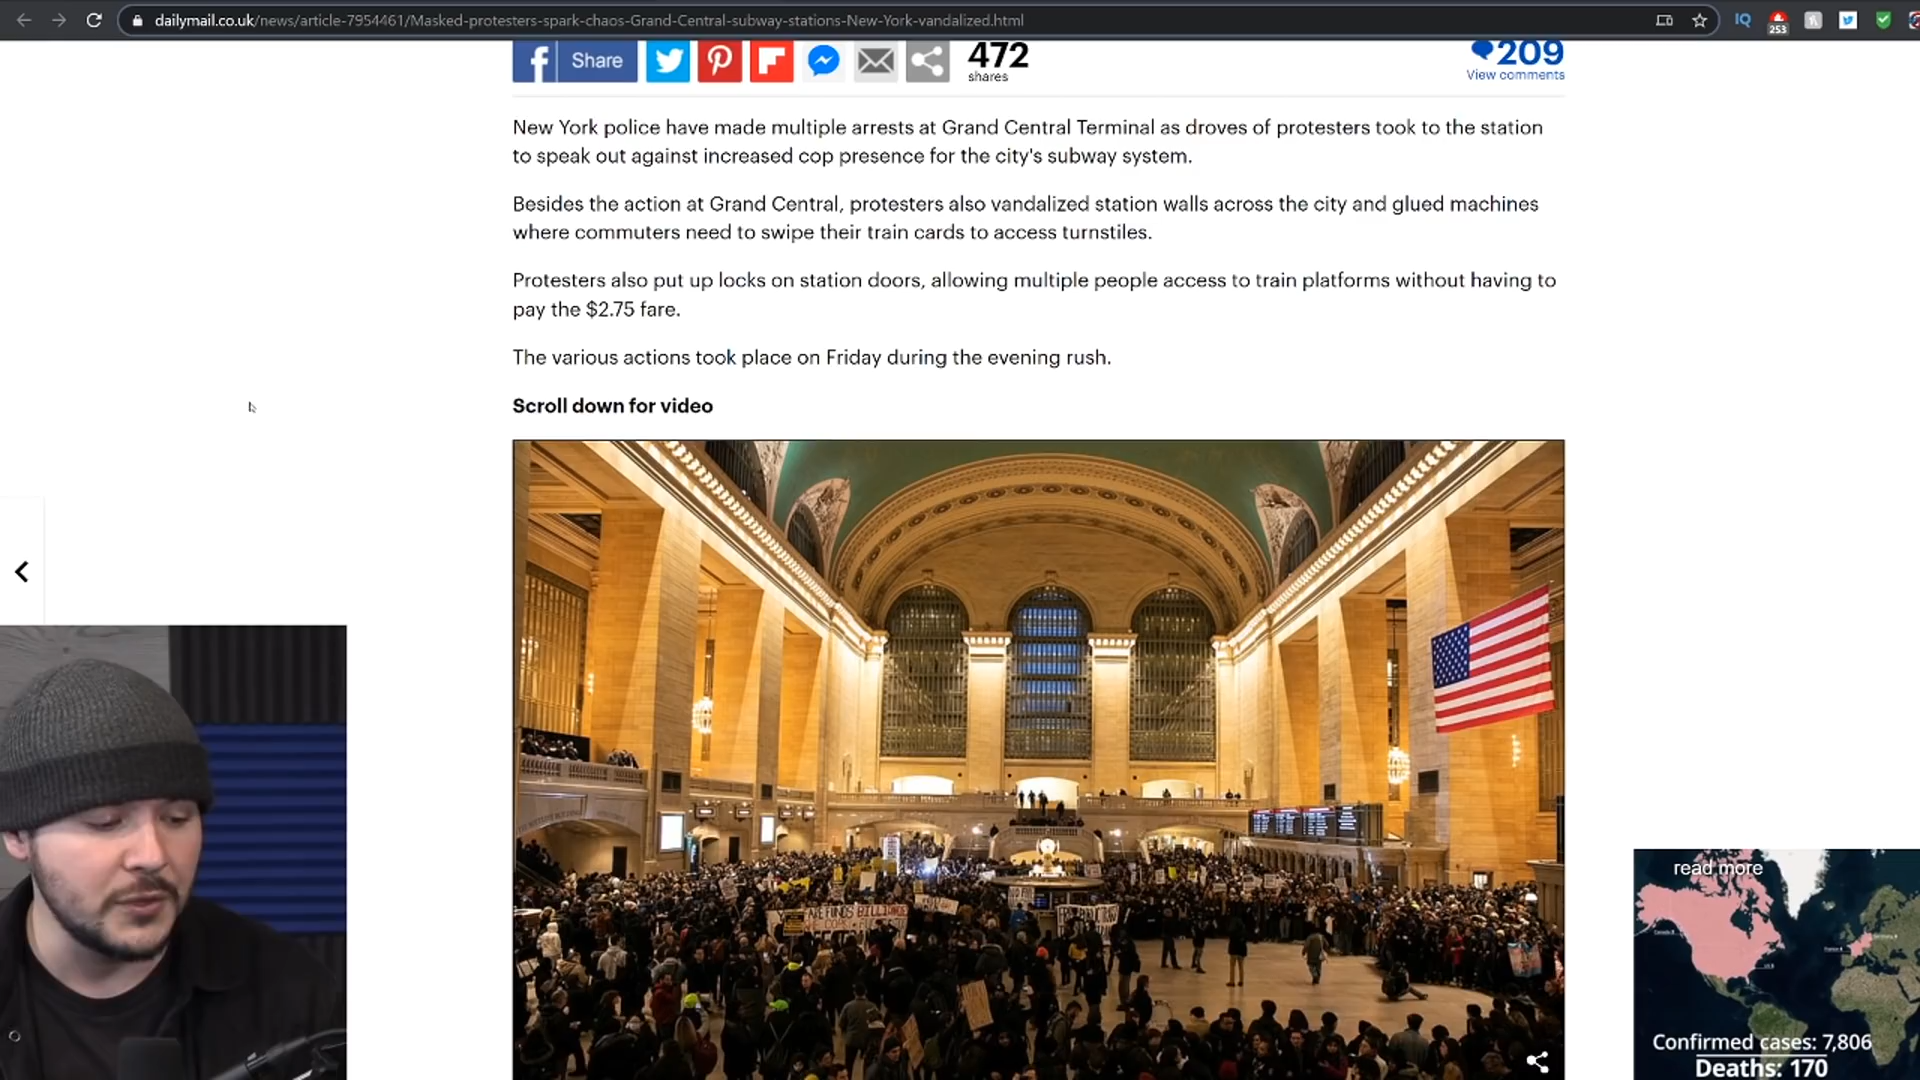 dailymail.co.uk/news/article-7954461/Masked-protesters-spark-chaos-Grand-Central-subway-stations-New-York-vandalized.html
253
Share
472
shares
209
View comments
New York police have made multiple arrests at Grand Central Terminal as droves of protesters took to the station
to speak out against increased cop presence for the city's subway system.
Besides the action at Grand Central, protesters also vandalized station walls across the city and glued machines
where commuters need to swipe their train cards to access turnstiles.
Protesters also put up locks on station doors, allowing multiple people access to train platforms without having to
pay the $2.75 fare.
The various actions took place on Friday during the evening rush.
Scroll down for video
read more
Confirmed cases: 7,806
Deaths: 170